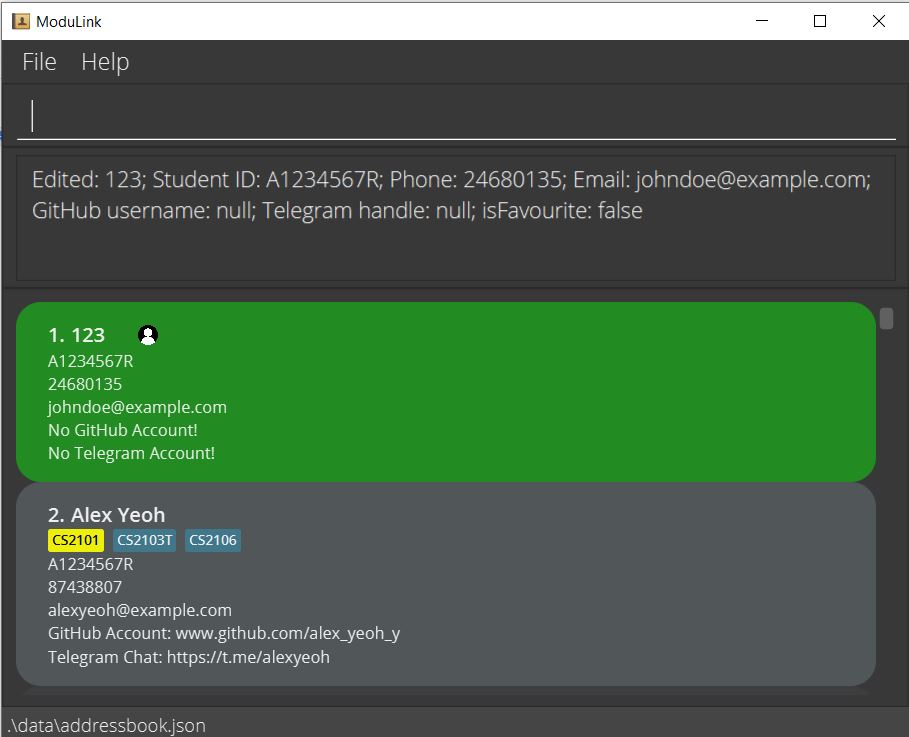 ModuLink
File Help
Edited: 123; Student ID: A1234567R; Phone: 24680135; Email: johndoe@example.com;
GitHub username: null; Telegram handle: null; isFavourite: false
1. 123
A1234567R
24680135
johndoe@example.com
No GitHub Account!
No Telegram Account!
2. Alex Yeoh
CS2101 CS2103T CS2106
A1234567R
87438807
alexyeoh@example.com
GitHub Account: www.github.com/alex_yeoh_y
Telegram Chat: https://t.me/alexyeoh
.\data\addressbook.json